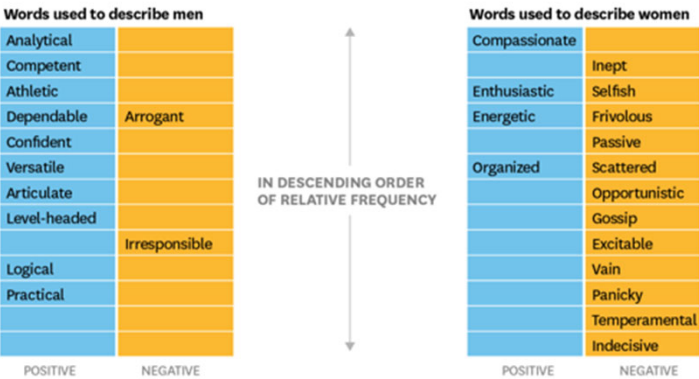 Words used to describe men
Analytical
Competent
Athletic
Dependable Arrogant
Confident
Versatile
Articulate
Level-headed
Irresponsible
Logical
Practical
POSITIVE NEGATIVE
IN DESCENDING ORDER
OF RELATIVE FREQUENCY
Words used to describe women
Compassionate
Inept
Enthusiastic Selfish
Energetic Frivolous
Passive
Organized Scattered
Opportunistic
Gossip
Excitable
Vain
Panicky
Temperamental
Indecisive
POSITIVE NEGATIVE